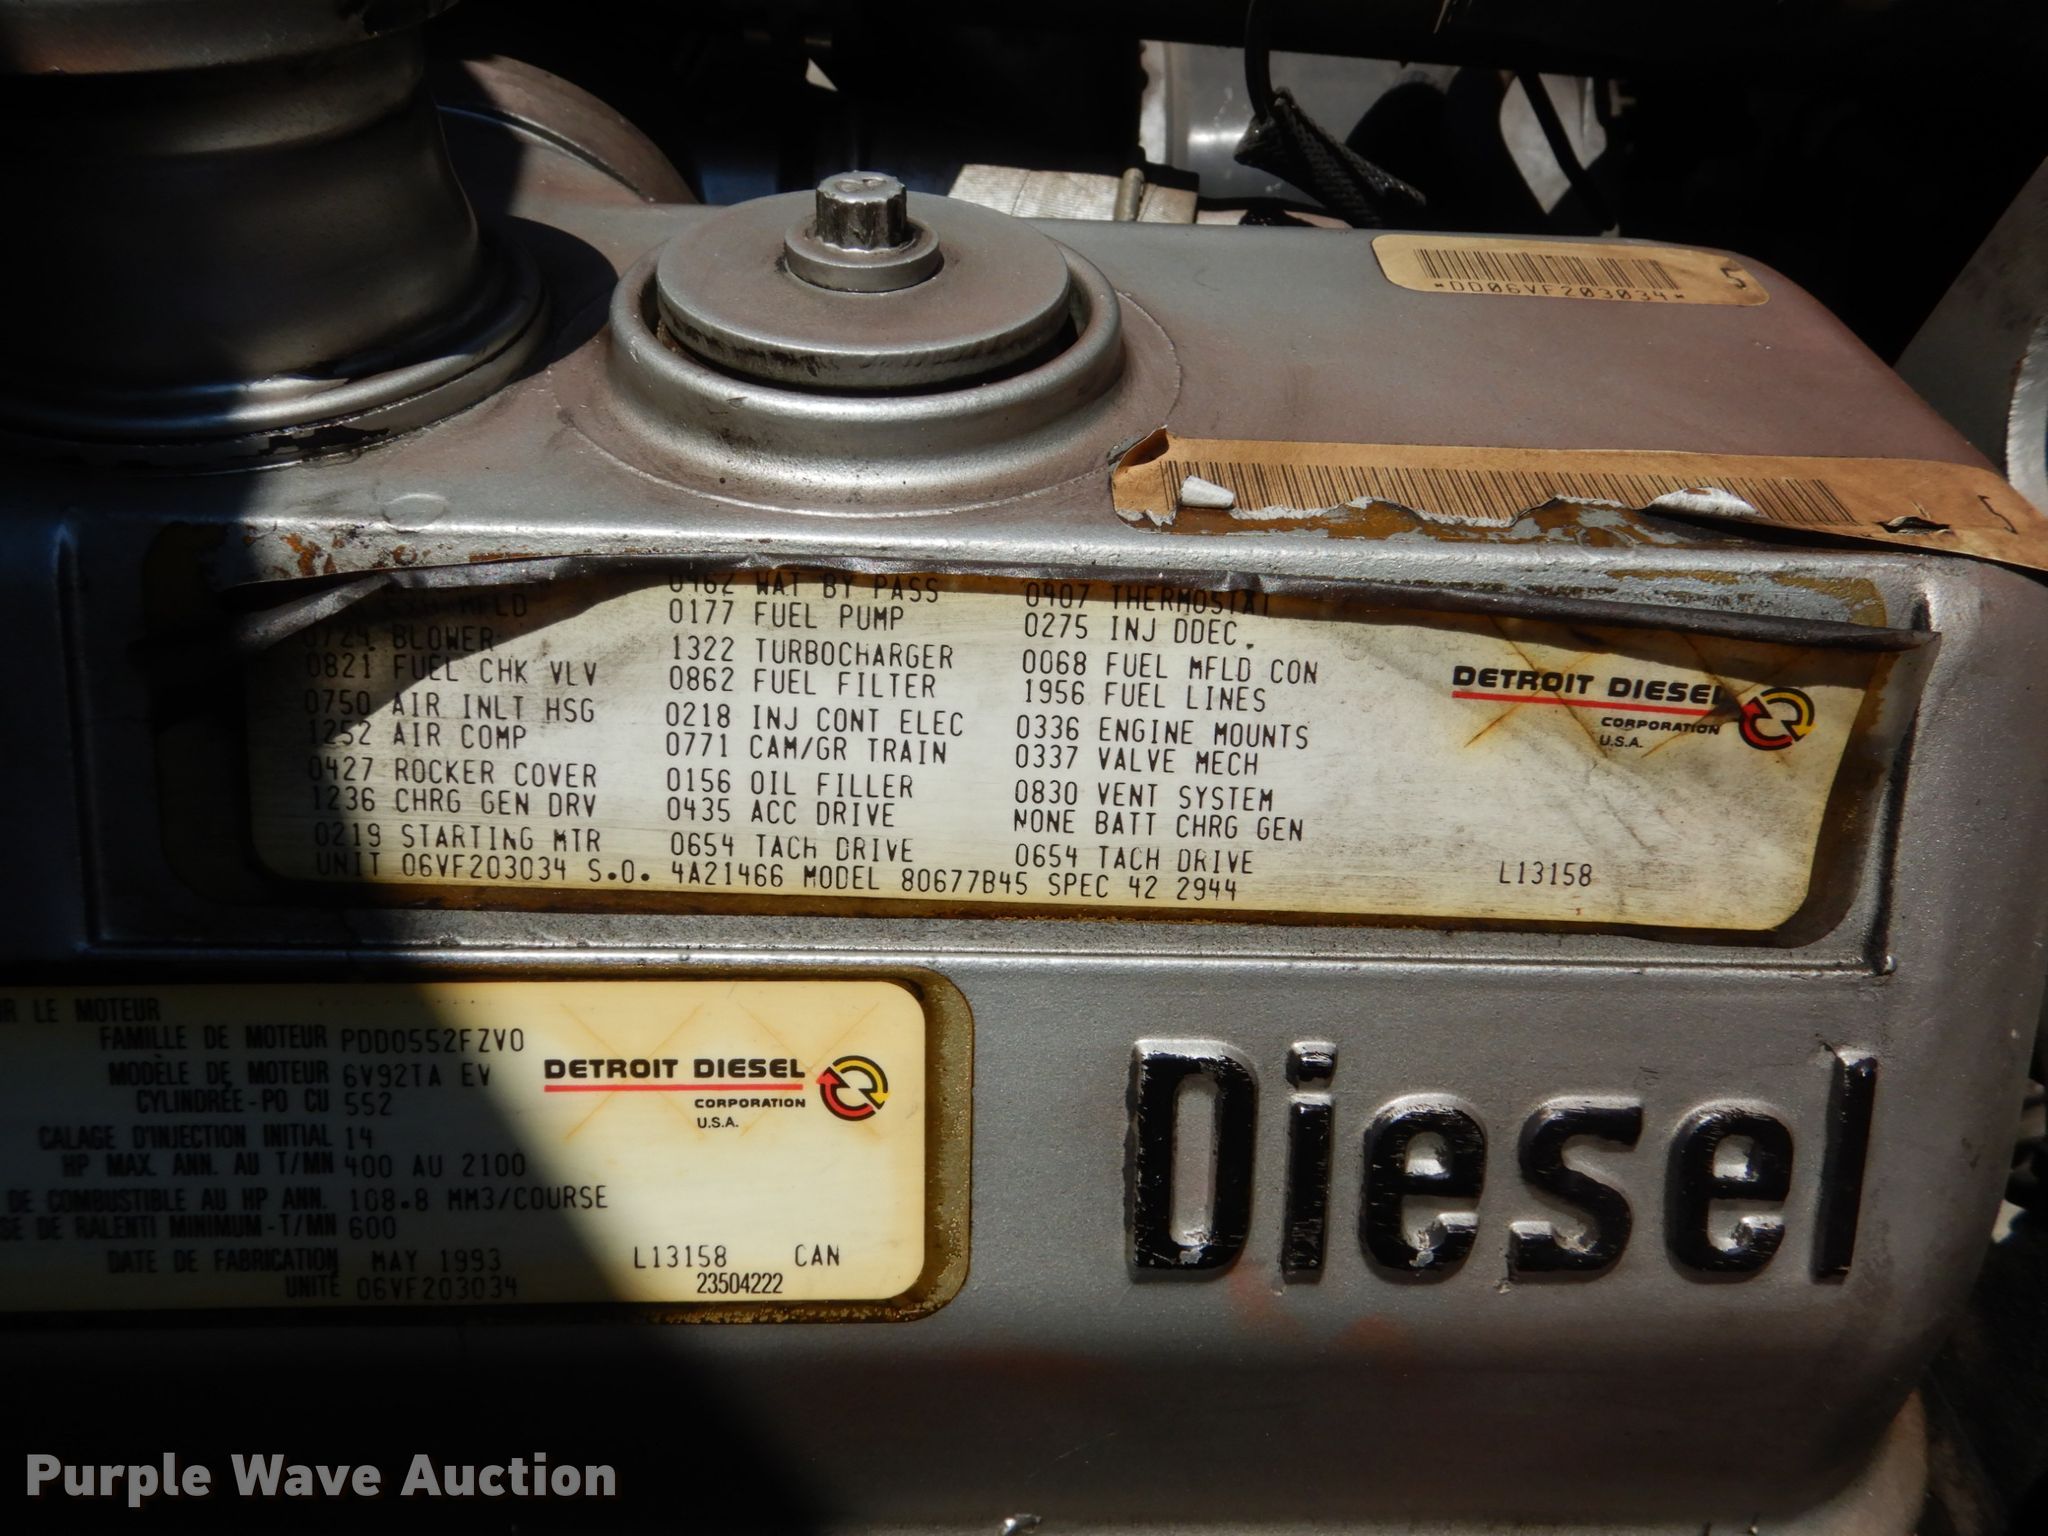 *DD06VF203034*
5
5
0462 WAT BY PASS
0407 THERMOSTAT
MFLD
0177 FUEL PUMP
0275 INJ DDEC.
0724 BLOWER
1322 TURBOCHARGER
0068 FUEL MFLD CON
0821 FUEL CHK VLV
0862 FUEL FILTER
1956 FUEL LINES
0750 AIR INLT HSG
0218 INJ CONT ELEC
0336 ENGINE MOUNTS
1252 AIR COMP
0771 CAM/GR TRAIN
0337 VALVE MECH
0427 ROCKER COVER
0156 OIL FILLER
0830 VENT SYSTEM
1236 CHRG GEN DRV
0435 ACC DRIVE
NONE BATT CHRG GEN
0219 STARTING MTR
0654 TACH DRIVE
0654 TACH DRIVE
UNIT 06VF203034 S.O. 4A21466 MODEL 80677B45 SPEC 42 2944
L13158
DETROIT DIESEL
CORPORATION
U.S.A.
R LE MOTEUR
FAMILLE DE MOTEUR PDD0552FZV0
MODÈLE DE MOTEUR 6V92TA EV
CYLINDRÉE-PO CU 552
CALAGE D'INJECTION INITIAL 14
HP MAX. ANN. AU T/MN 400 AU 2100
DE COMBUSTIBLE AU HP ANN. 108.8 MM3/COURSE
SE DE RALENTI MINIMUM-T/MN 600
DATE DE FABRICATION MAY 1993
UNITÉ 06VF203034
DETROIT DIESEL
CORPORATION
U.S.A.
L13158 CAN
23504222
Diesel
Purple Wave Auction